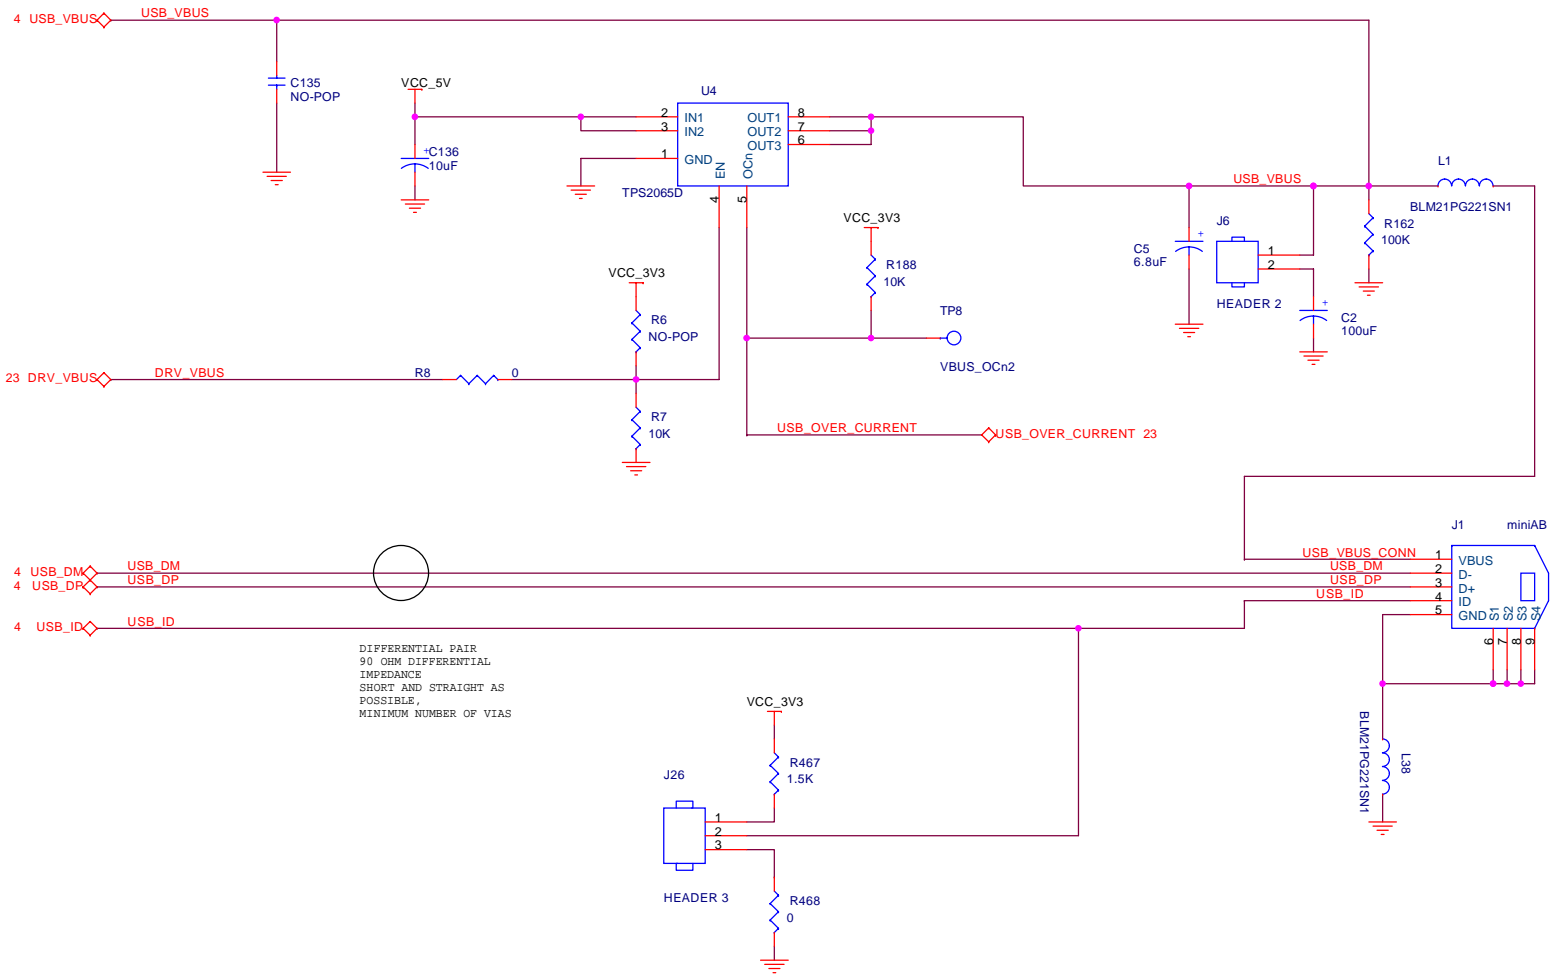 4 USB_VBUS
USB_VBUS
C135
NO-POP
VCC_5V
C136
10uF
+
U4
2
IN1
3
IN2
1
GND
EN
OCn
OUT1
8
OUT2
7
OUT3
6
TPS2065D
4
5
USB_VBUS
L1
BLM21PG221SN1
VCC_3V3
R188
10K
C5
6.8uF
+
J6
1
2
HEADER 2
R162
100K
+
C2
100uF
VCC_3V3
R6
NO-POP
TP8
VBUS_OCn2
23 DRV_VBUS
DRV_VBUS
R8
0
R7
10K
USB_OVER_CURRENT
USB_OVER_CURRENT 23
J1
miniAB
USB_VBUS_CONN
1
VBUS
4 USB_DM
USB_DM
USB_DM
2
D-
4 USB_DP
USB_DP
USB_DP
3
D+
USB_ID
4
ID
5
GND
S1
S2
S3
S4
6
7
8
9
4 USB_ID
USB_ID
DIFFERENTIAL PAIR
90 OHM DIFFERENTIAL
IMPEDANCE
SHORT AND STRAIGHT AS
POSSIBLE,
MINIMUM NUMBER OF VIAS
VCC_3V3
R467
1.5K
J26
1
2
3
HEADER 3
R468
0
BLM21PG221SN1
L38